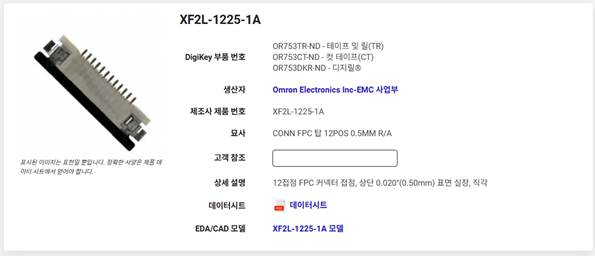 XF2L-1225-1A
DigiKey 부품 번호
OR753TR-ND - 테이프 및 릴(TR)
OR753CT-ND - 컷 테이프(CT)
OR753DKR-ND - 디지릴®
생산자
Omron Electronics Inc-EMC 사업부
제조사 제품 번호
XF2L-1225-1A
묘사
CONN FPC 탑 12POS 0.5MM R/A
표시된 이미지는 표현일 뿐입니다. 정확한 사양은 제품 데
이터 시트에서 얻어야 합니다.
고객 참조
상세 설명
12접점 FPC 커넥터 접점, 상단 0.020"(0.50mm) 표면 실장, 직각
데이터시트
데이터시트
EDA/CAD 모델
XF2L-1225-1A 모델